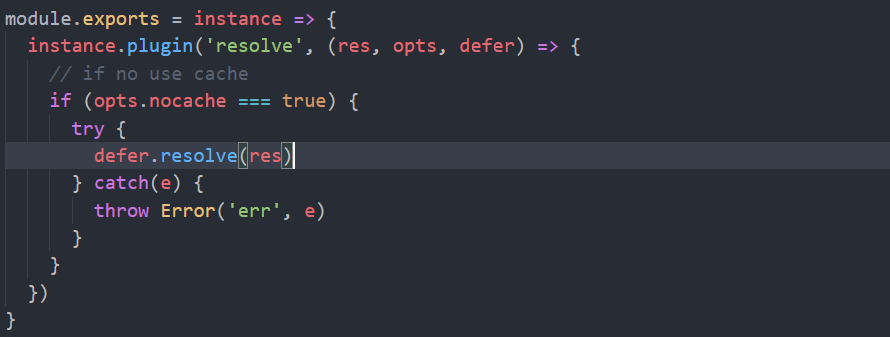 module.exports = instance => {
  instance.plugin('resolve', (res, opts, defer) => {
    // if no use cache
    if (opts.nocache === true) {
      try {
        defer.resolve(res)
      } catch(e) {
        throw Error('err', e)
      }
    }
  })
}